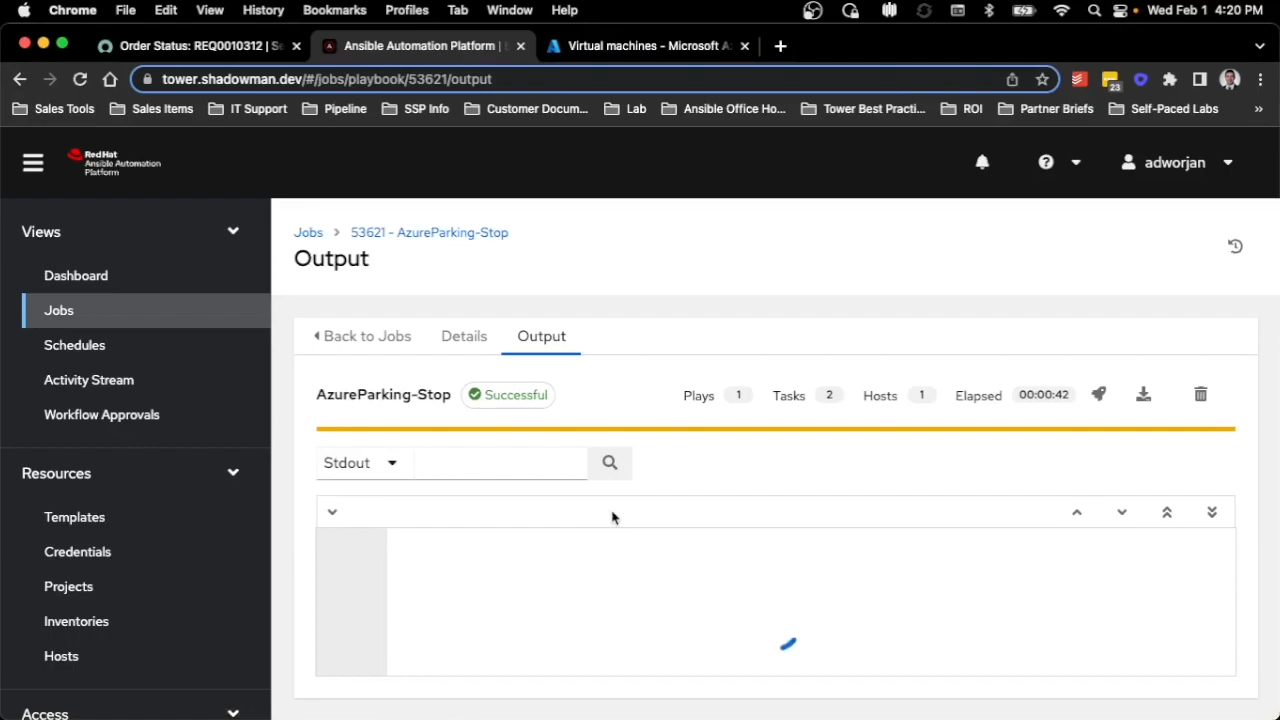 Chrome File Edit View History Bookmarks Profiles Tab Window Help Wed Feb 1 4:20 PM
Order Status: REQ0010312 | Se Ansible Automation Platform | Virtual machines - Microsoft A
tower.shadowman.dev/#/jobs/playbook/53621/output 23
Sales Tools Sales Items IT Support Pipeline SSP Info Customer Docum... Lab Ansible Office Ho... Tower Best Practi... ROI Partner Briefs Self-Paced Labs »
Red Hat
Ansible Automation
Platform
adworjan
Views
Dashboard
Jobs
Schedules
Activity Stream
Workflow Approvals
Resources
Templates
Credentials
Projects
Inventories
Hosts
Access
Jobs > 53621 - AzureParking-Stop
Output
Back to Jobs Details Output
AzureParking-Stop Successful Plays 1 Tasks 2 Hosts 1 Elapsed 00:00:42
Stdout